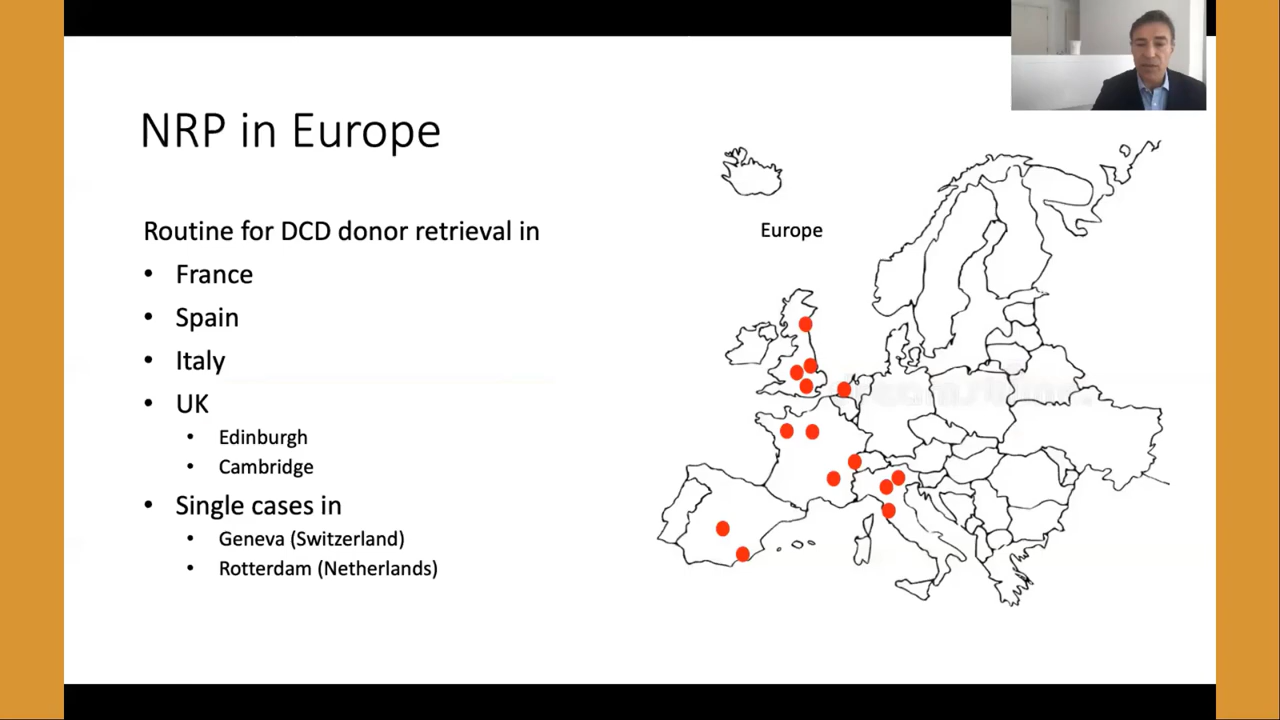 NRP in Europe
Routine for DCD donor retrieval in
• France
• Spain
• Italy
• UK
• Edinburgh
• Cambridge
• Single cases in
• Geneva (Switzerland)
• Rotterdam (Netherlands)
Europe